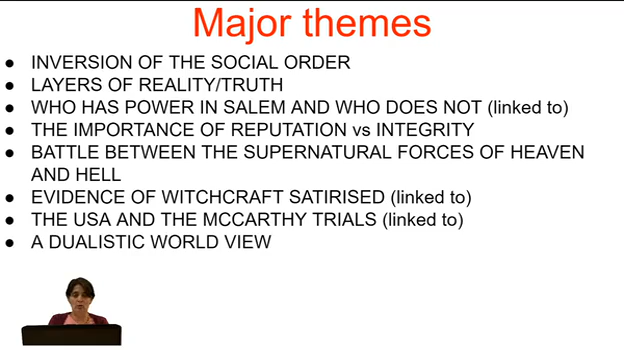 Major themes
● INVERSION OF THE SOCIAL ORDER
● LAYERS OF REALITY/TRUTH
● WHO HAS POWER IN SALEM AND WHO DOES NOT (linked to)
● THE IMPORTANCE OF REPUTATION vs INTEGRITY
● BATTLE BETWEEN THE SUPERNATURAL FORCES OF HEAVEN
AND HELL
● EVIDENCE OF WITCHCRAFT SATIRISED (linked to)
● THE USA AND THE MCCARTHY TRIALS (linked to)
● A DUALISTIC WORLD VIEW